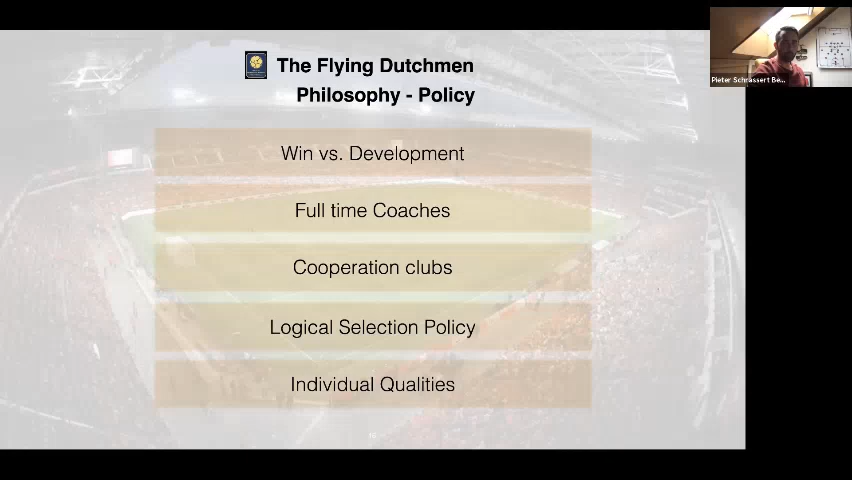 The Flying Dutchmen
Philosophy - Policy
Win vs. Development
Full time Coaches
Cooperation clubs
Logical Selection Policy
Individual Qualities
Pieter Schrassert Be...